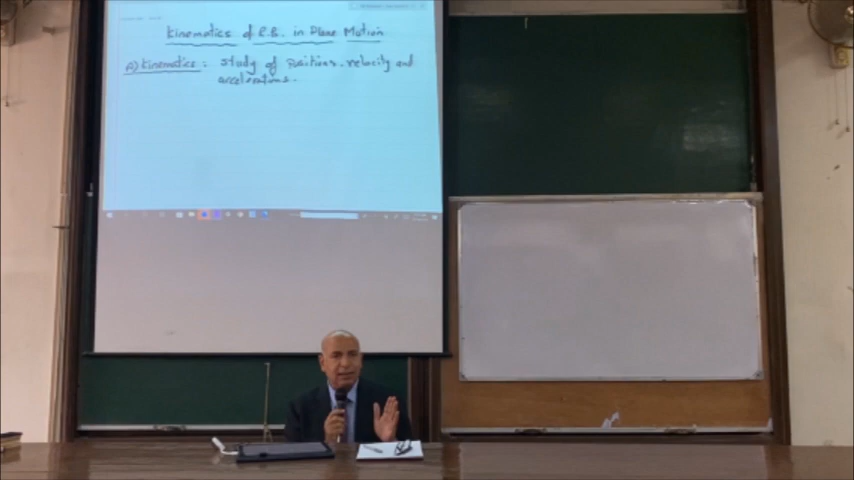 Kinematics of R.B. in Plane Motion
A) Kinematics : Study of Positions, velocity and
accelerations.